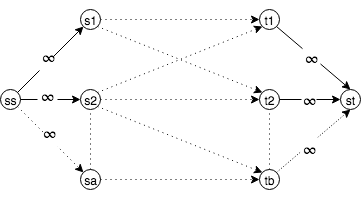 s1
t1
∞
∞
ss
∞
s2
t2
∞
st
∞
∞
sa
tb